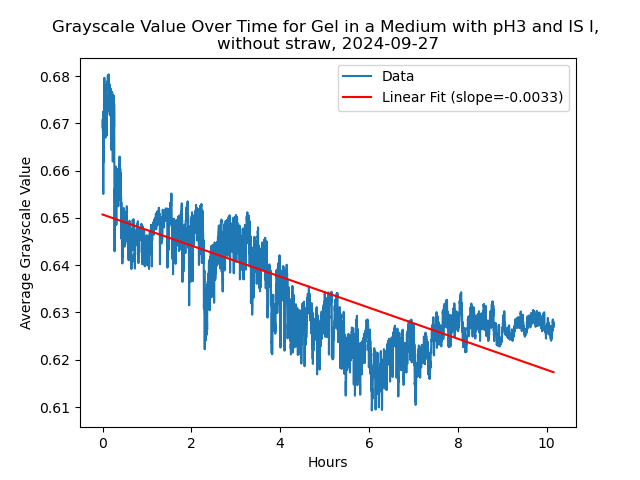 Grayscale Value Over Time for Gel in a Medium with pH3 and IS I,
without straw, 2024-09-27
Data
Linear Fit (slope=-0.0033)
0.68
0.67
0.66
0.65
0.64
0.63
0.62
0.61
Average Grayscale Value
0 2 4 6 8 10
Hours